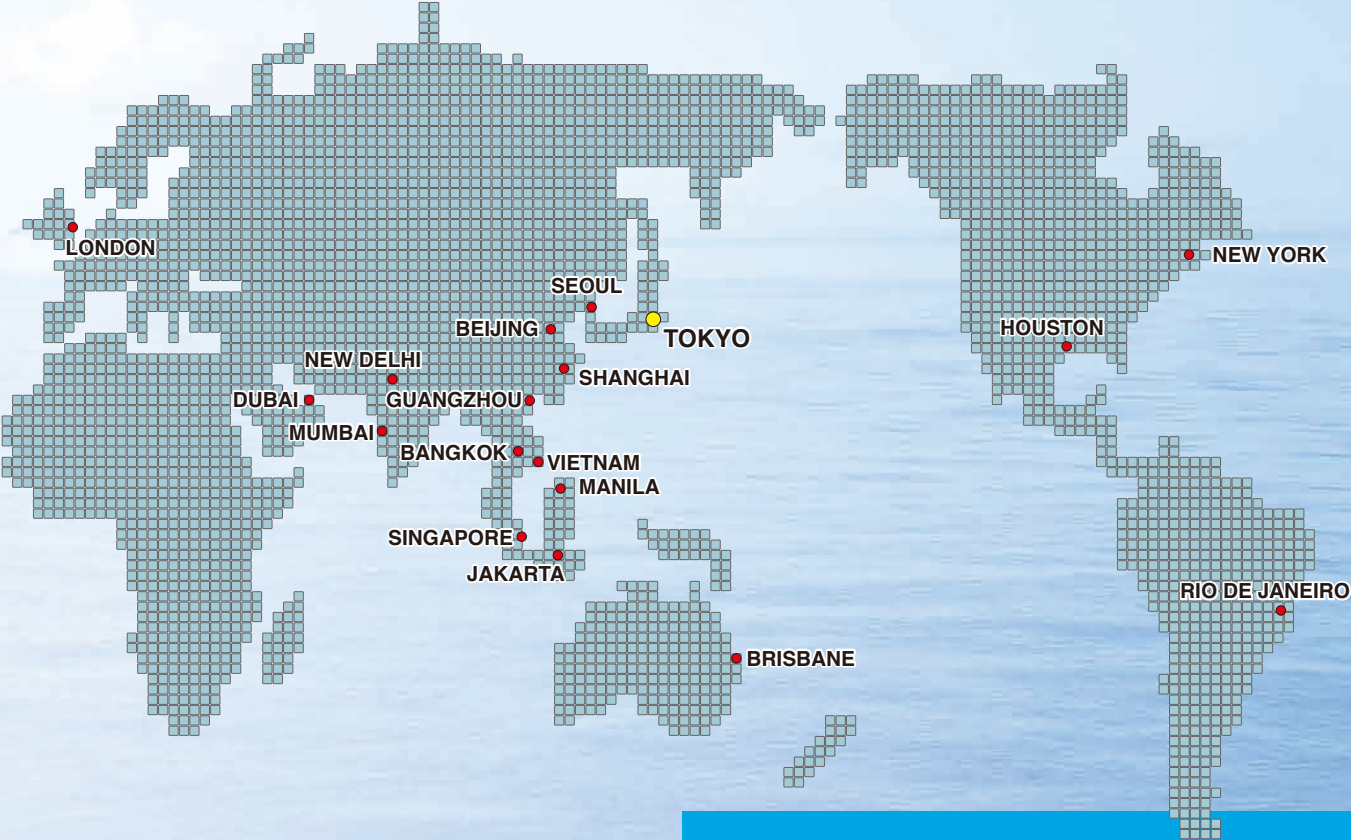 LONDON
NEW YORK
SEOUL
BEIJING
HOUSTON
TOKYO
NEW DELHI
SHANGHAI
DUBAI
GUANGZHOU
MUMBAI
BANGKOK
VIETNAM
MANILA
SINGAPORE
JAKARTA
RIO DE JANEIRO
BRISBANE